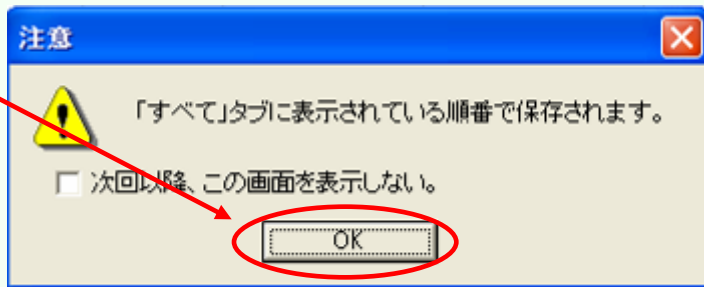 注意
「すべて」タブに表示されている順番で保存されます。
次回以降、この画面を表示しない。
OK